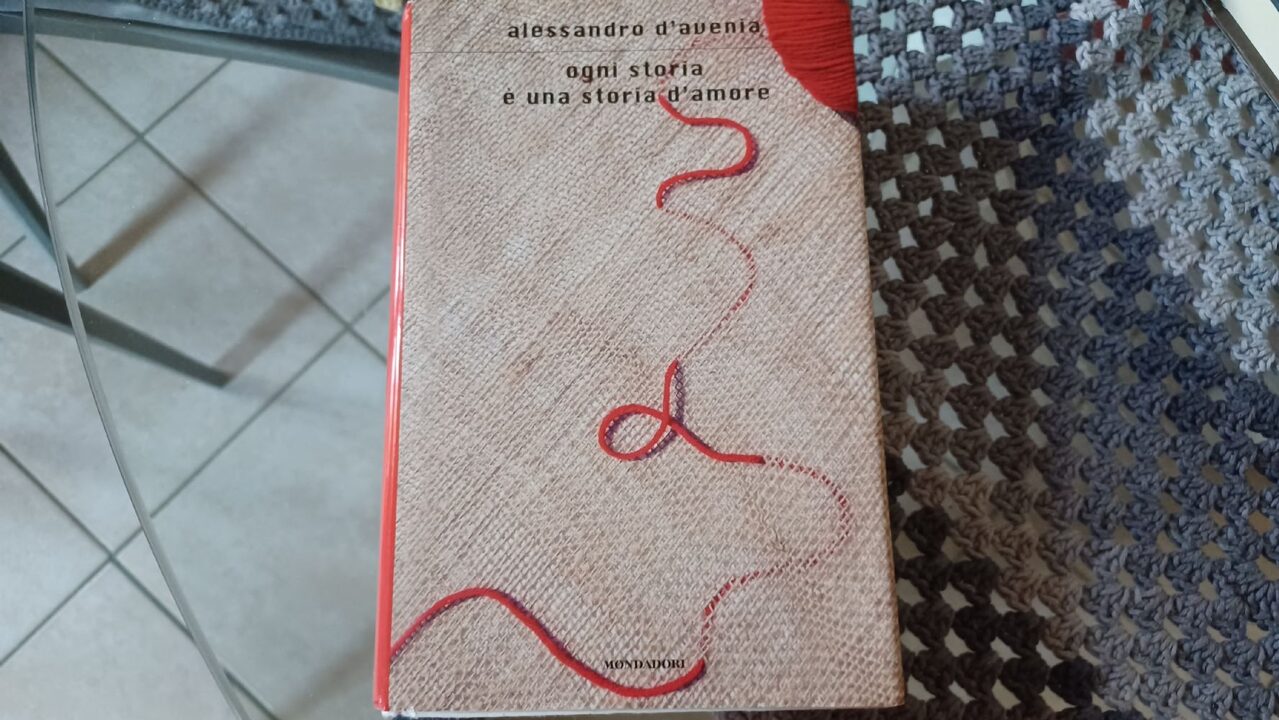 alessandro d'avenia
ogni storia
è una storia d'amore
MONDADORI